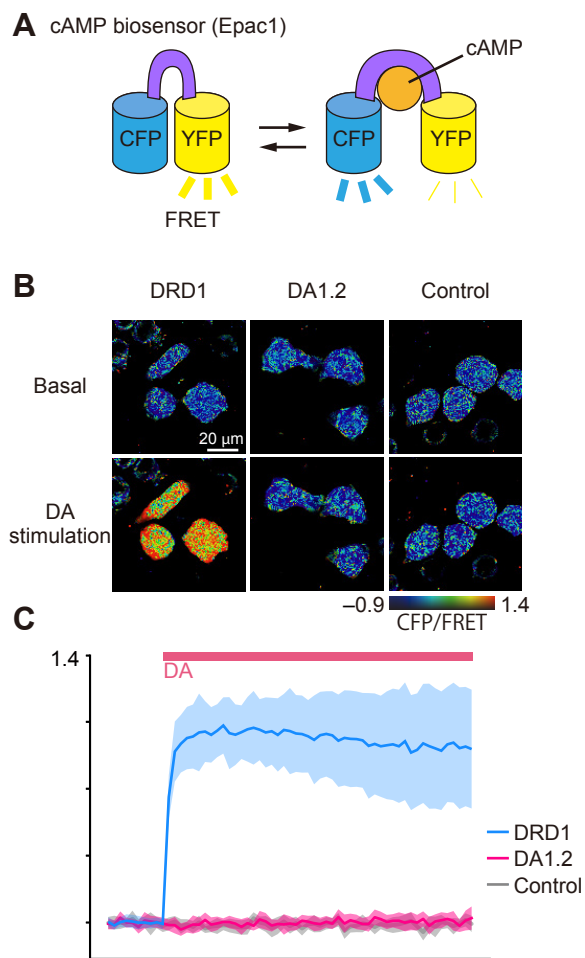 A cAMP biosensor (Epac1)
cAMP
CFP YFP CFP YFP
FRET
B
DRD1 DA1.2 Control
Basal
20 µm
DA
stimulation
–0.9 1.4
CFP/FRET
C
1.4
DA
DRD1
DA1.2
Control